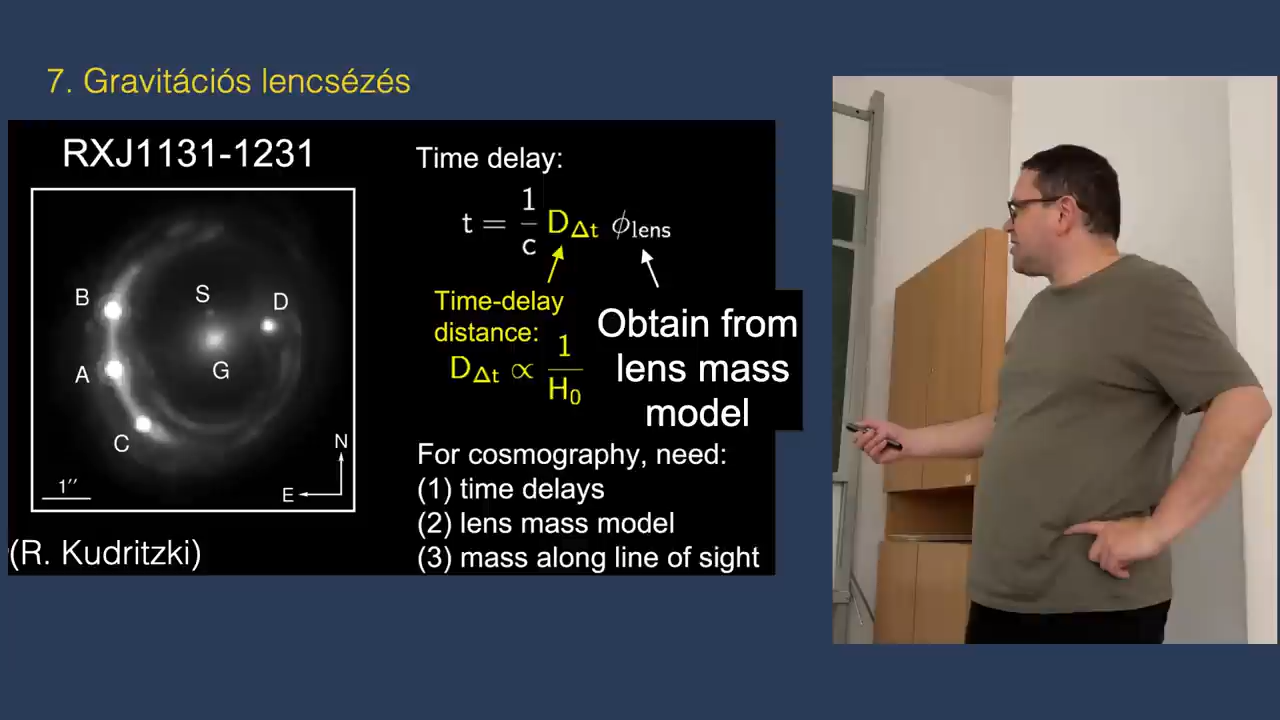 7. Gravitációs lencsézés
RXJ1131-1231
B
S
D
A
G
C
1′′
N
E
(R. Kudritzki)
Time delay:
t = 1/c D_Δt ϕ_lens
Time-delay
distance:
D_Δt ∝ 1/H_0
Obtain from
lens mass
model
For cosmography, need:
(1) time delays
(2) lens mass model
(3) mass along line of sight